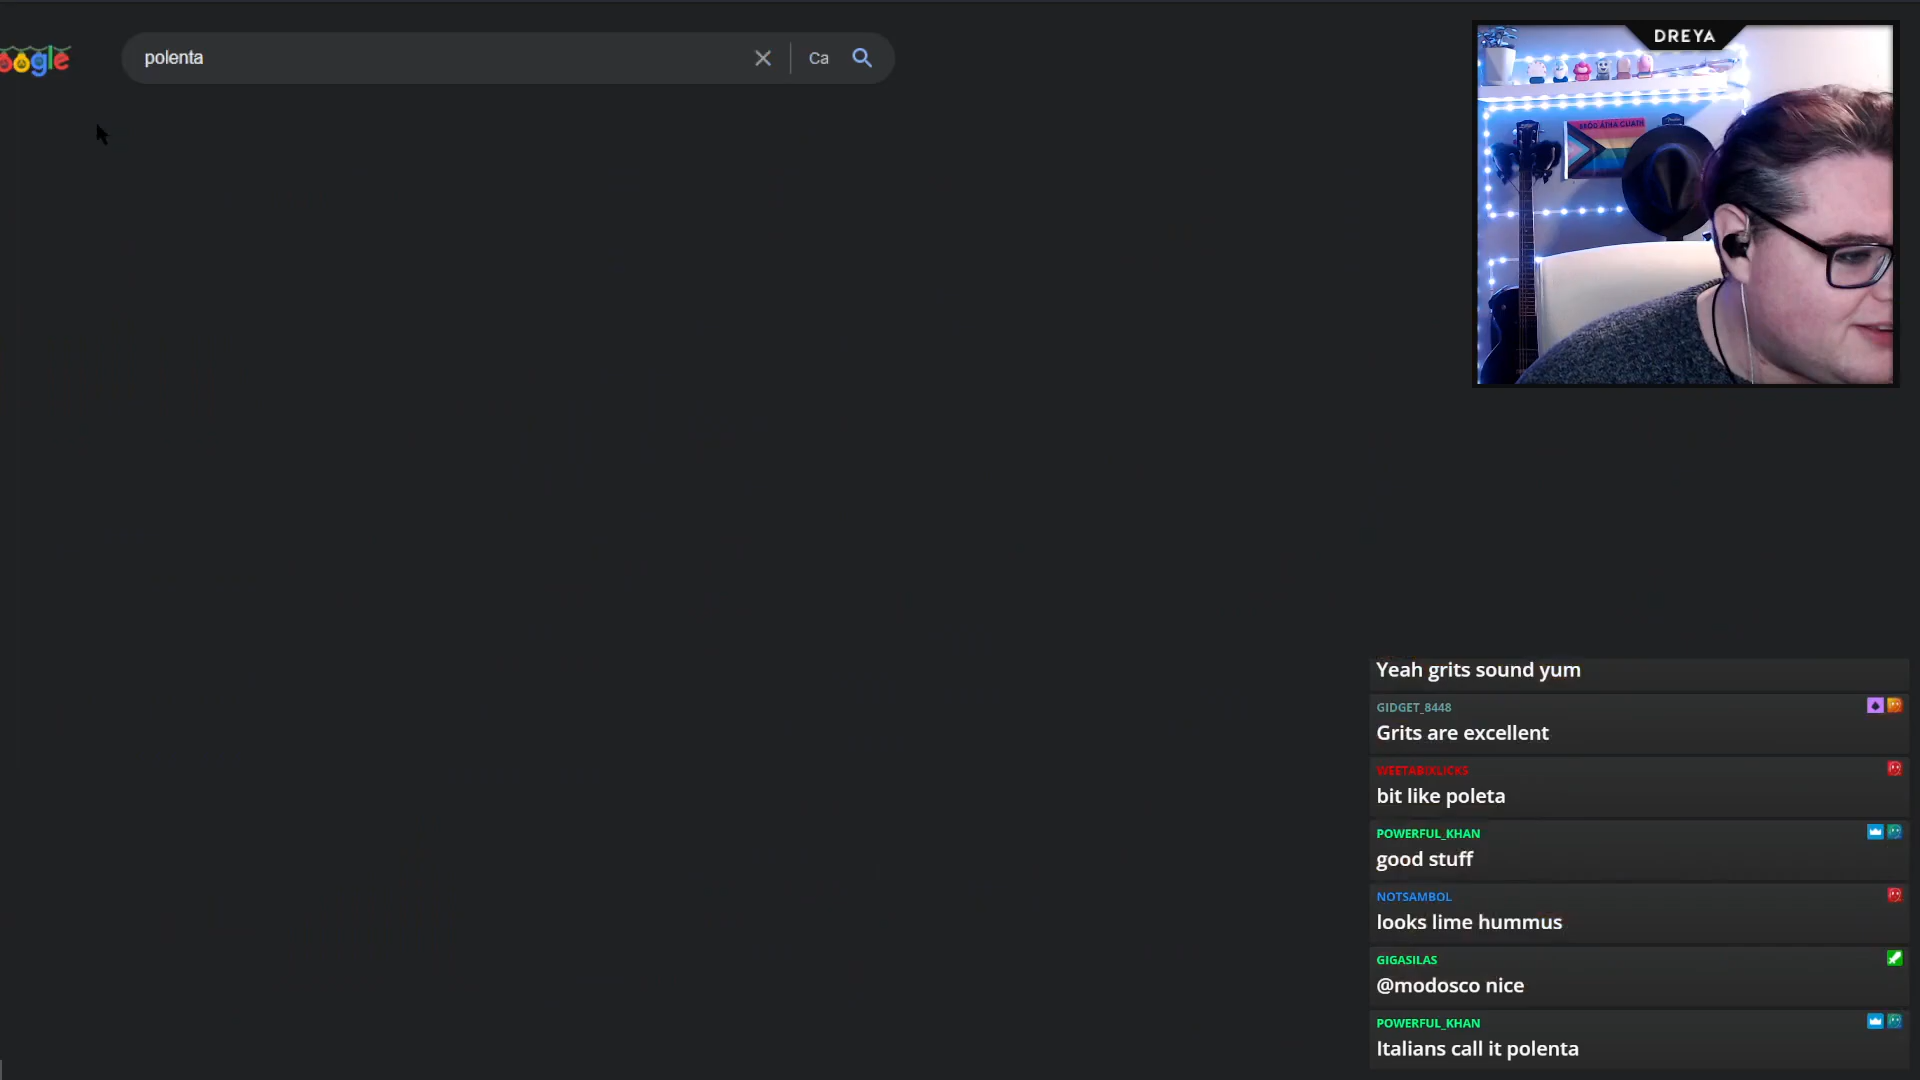 oogle
polenta
Ca
DREYA
Yeah grits sound yum
GIDGET_8448
Grits are excellent
WEETABIXLICKS
bit like poleta
POWERFUL_KHAN
good stuff
NOTSAMBOL
looks lime hummus
GIGASILAS
@modosco nice
POWERFUL_KHAN
Italians call it polenta